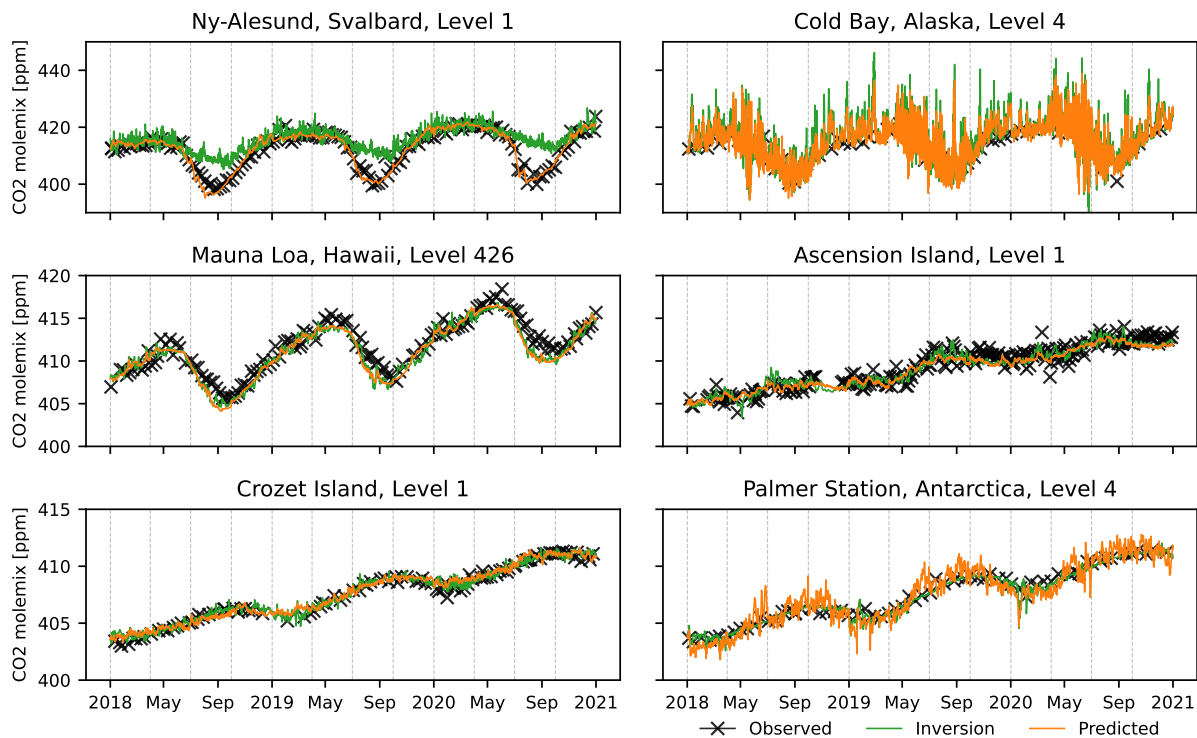 Ny-Alesund, Svalbard, Level 1
Cold Bay, Alaska, Level 4
CO2 molemix [ppm]
440
420
400
Mauna Loa, Hawaii, Level 426
Ascension Island, Level 1
CO2 molemix [ppm]
420
415
410
405
400
Crozet Island, Level 1
Palmer Station, Antarctica, Level 4
CO2 molemix [ppm]
415
410
405
400
2018 May Sep 2019 May Sep 2020 May Sep 2021
2018 May Sep 2019 May Sep 2020 May Sep 2021
Observed Inversion Predicted